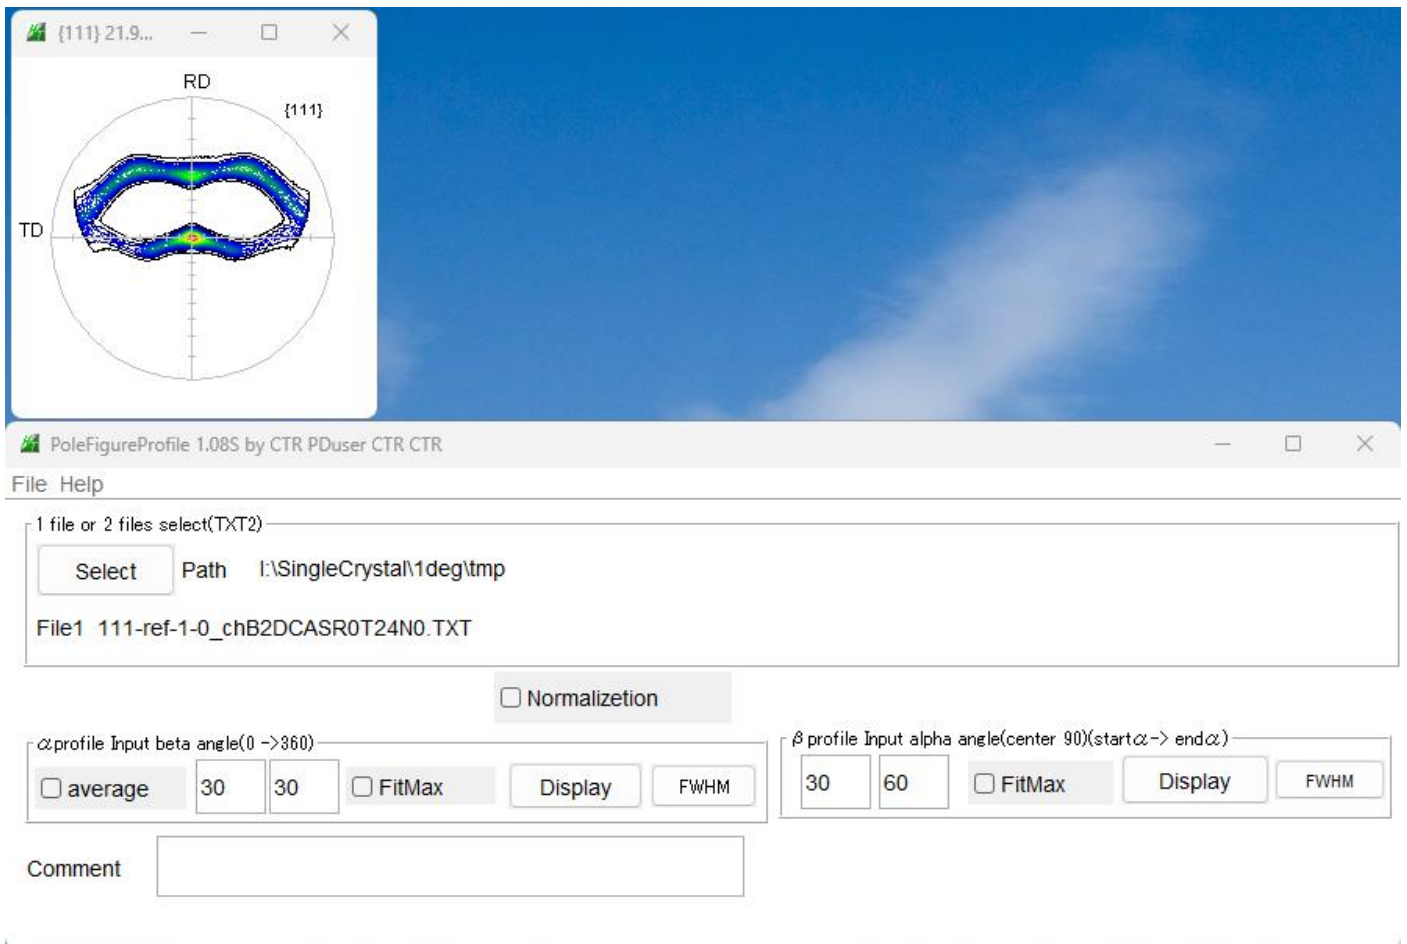 {111} 21.9...
RD
{111}
TD
PoleFigureProfile 1.08S by CTR PDuser CTR CTR
File Help
1 file or 2 files select(TXT2)
Select Path I:\SingleCrystal\1deg\tmp
File1 111-ref-1-0_chB2DCASR0T24N0.TXT
Normalizetion
αprofile Input beta angle(0 ->360)
average 30 30 FitMax Display FWHM
β profile Input alpha angle(center 90)(startα-> endα)
30 60 FitMax Display FWHM
Comment